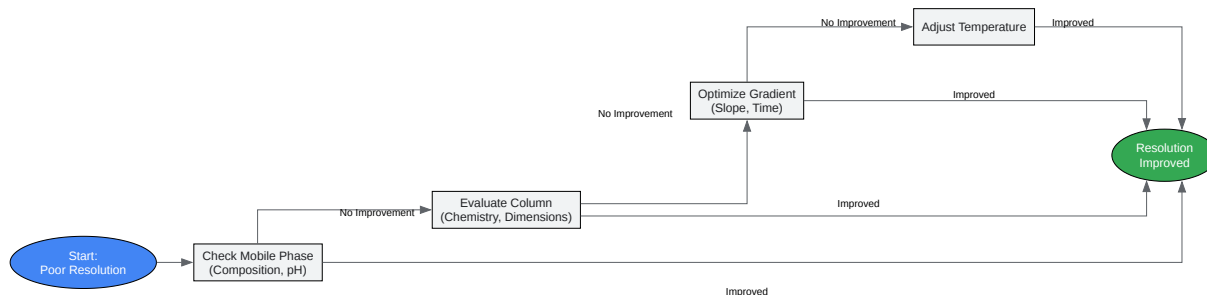 Start:
Poor Resolution
Check Mobile Phase
(Composition, pH)
No Improvement
Improved
Evaluate Column
(Chemistry, Dimensions)
No Improvement
Improved
Optimize Gradient
(Slope, Time)
No Improvement
Improved
Adjust Temperature
Improved
Resolution
Improved